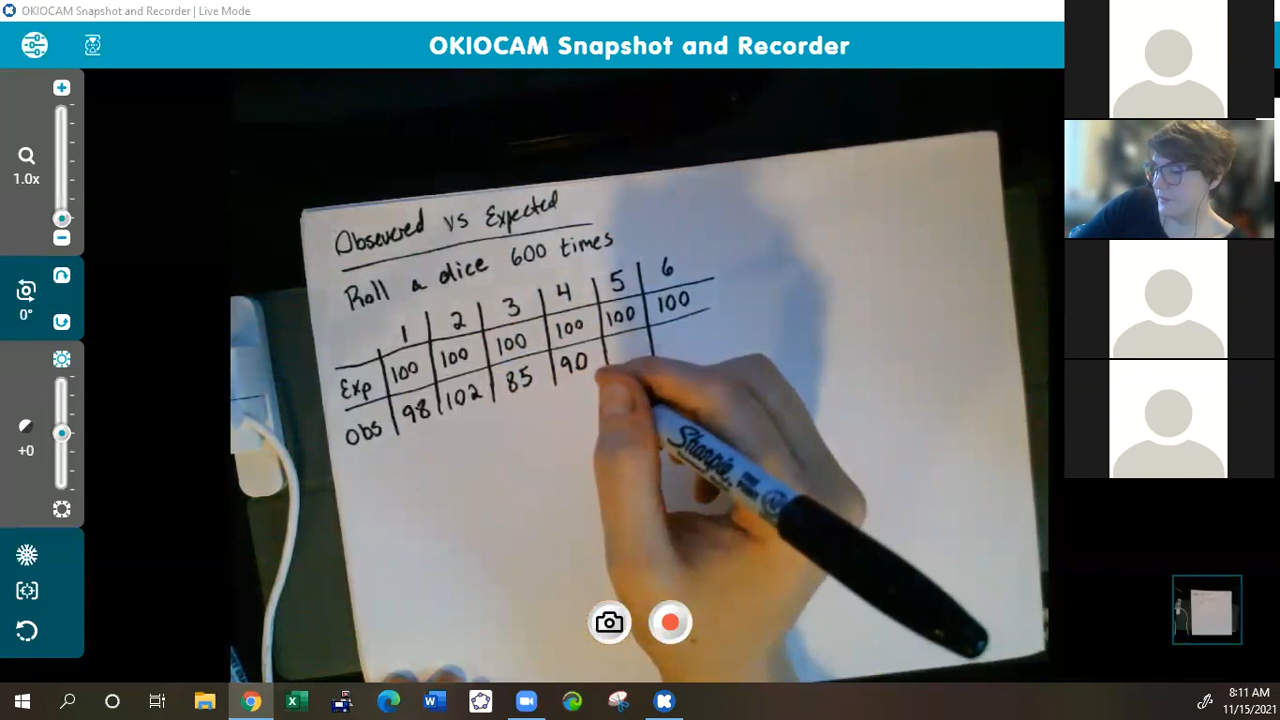 OKIOCAM Snapshot and Recorder | Live Mode
OKIOCAM Snapshot and Recorder
1.0x
0°
+0
Obsevered vs Expected
Roll a dice 600 times
1 2 3 4 5 6
Exp 100 100 100 100 100 100
Obs 98 102 85 90
Sharpie
8:11 AM
11/15/2021